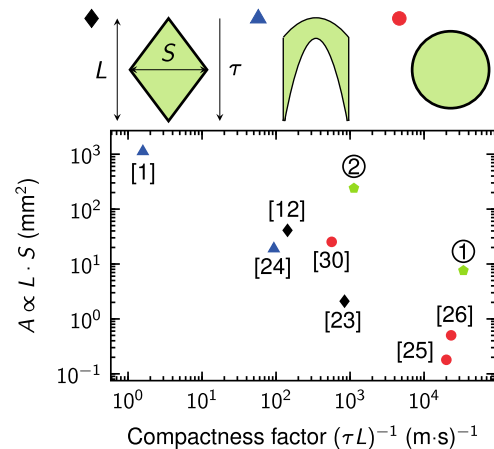 L
S
τ
A ∝ L · S (mm²)
10³
10²
10¹
10⁰
10⁻¹
[1]
②
[12]
[24]
[30]
①
[23]
[26]
[25]
10⁰ 10¹ 10² 10³ 10⁴
Compactness factor (τL)⁻¹ (m·s)⁻¹